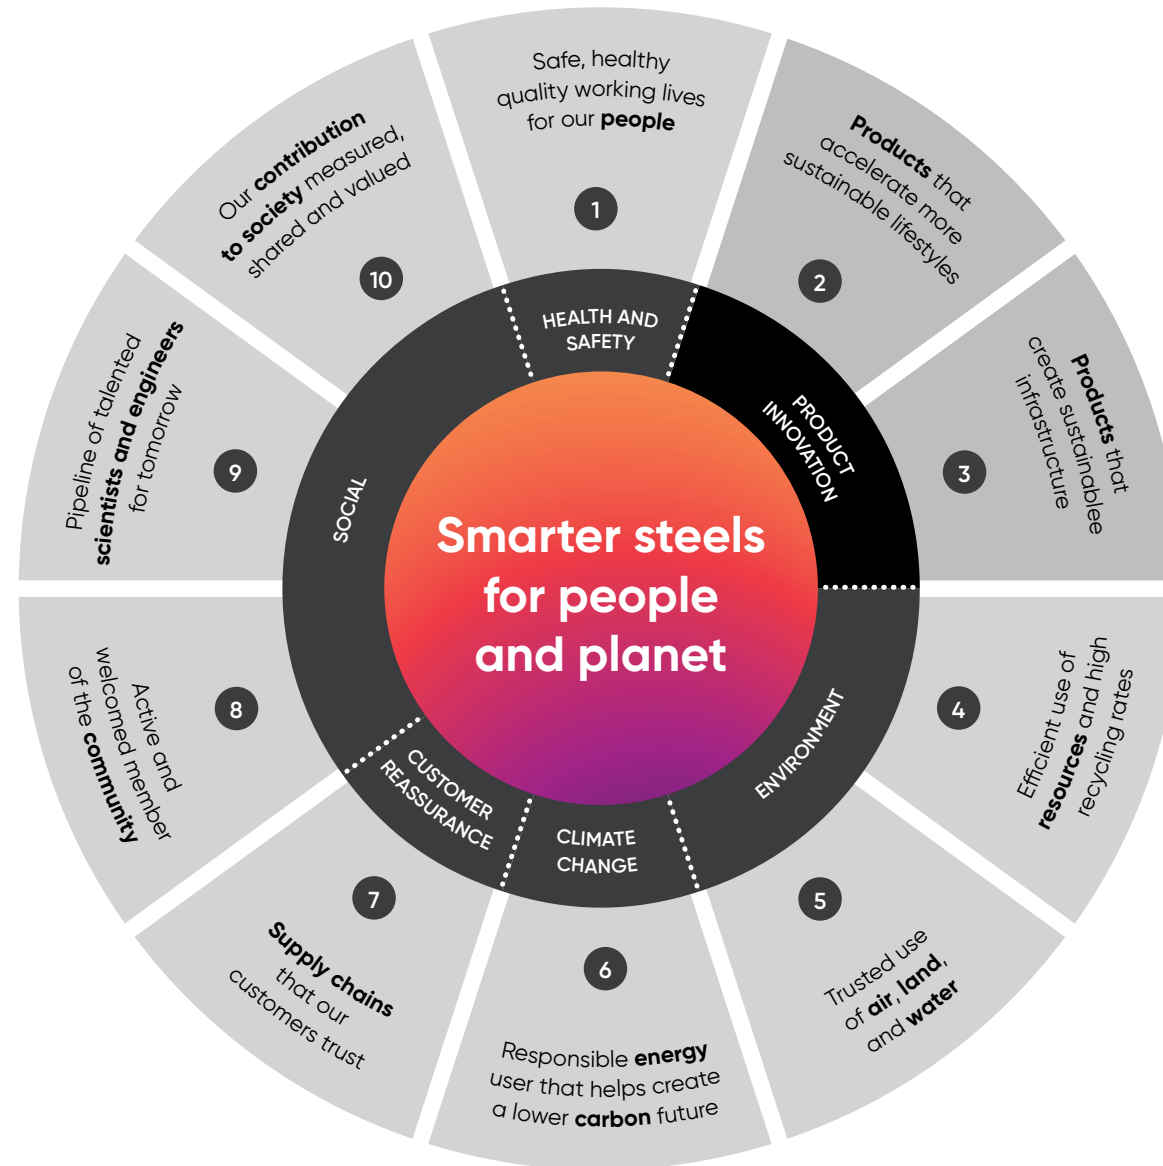 Smarter steels
for people
and planet
HEALTH AND
SAFETY
PRODUCT
INNOVATION
ENVIRONMENT
CLIMATE
CHANGE
CUSTOMER
REASSURANCE
SOCIAL
Safe, healthy
quality working lives
for our people
1
Products that
accelerate more
sustainable lifestyles
2
Products that
create sustainablee
infrastructure
3
Efficient use of
resources and high
recycling rates
4
Trusted use
of air, land,
and water
5
Responsible energy
user that helps create
a lower carbon future
6
Supply chains
that our
customers trust
7
Active and
welcomed member
of the community
8
Pipeline of talented
scientists and engineers
for tomorrow
9
Our contribution
to society measured,
shared and valued
10